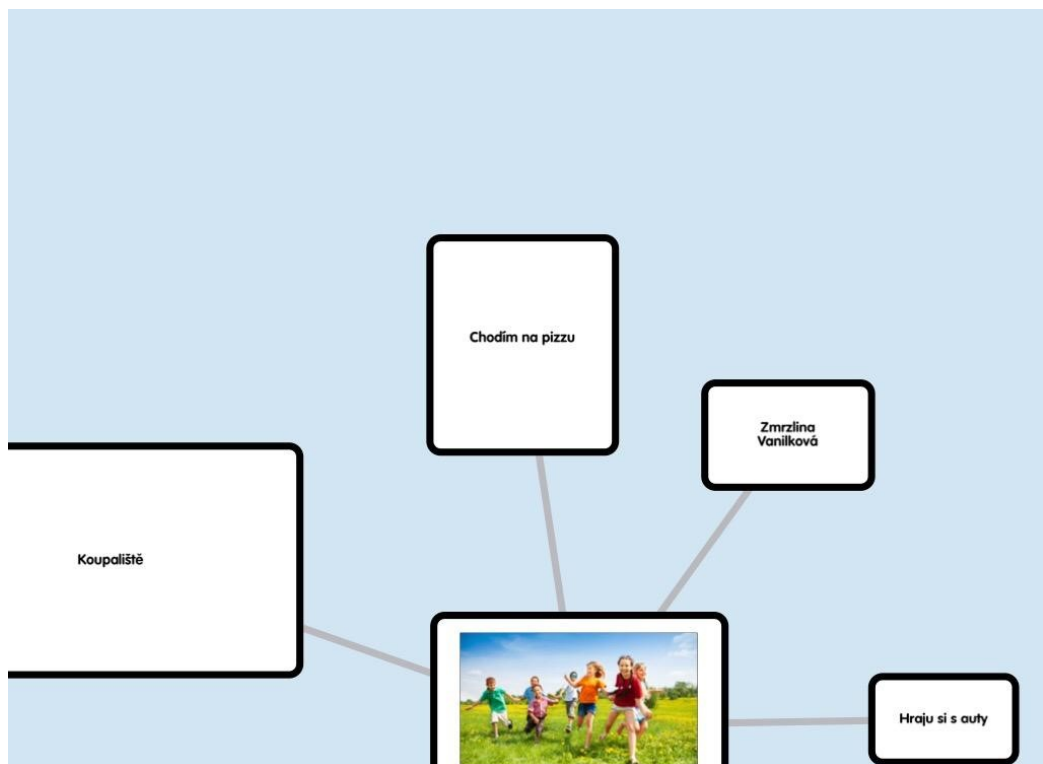 Chodím na pizzu
Zmrzlina
Vanilková
Koupaliště
Hraju si s auty